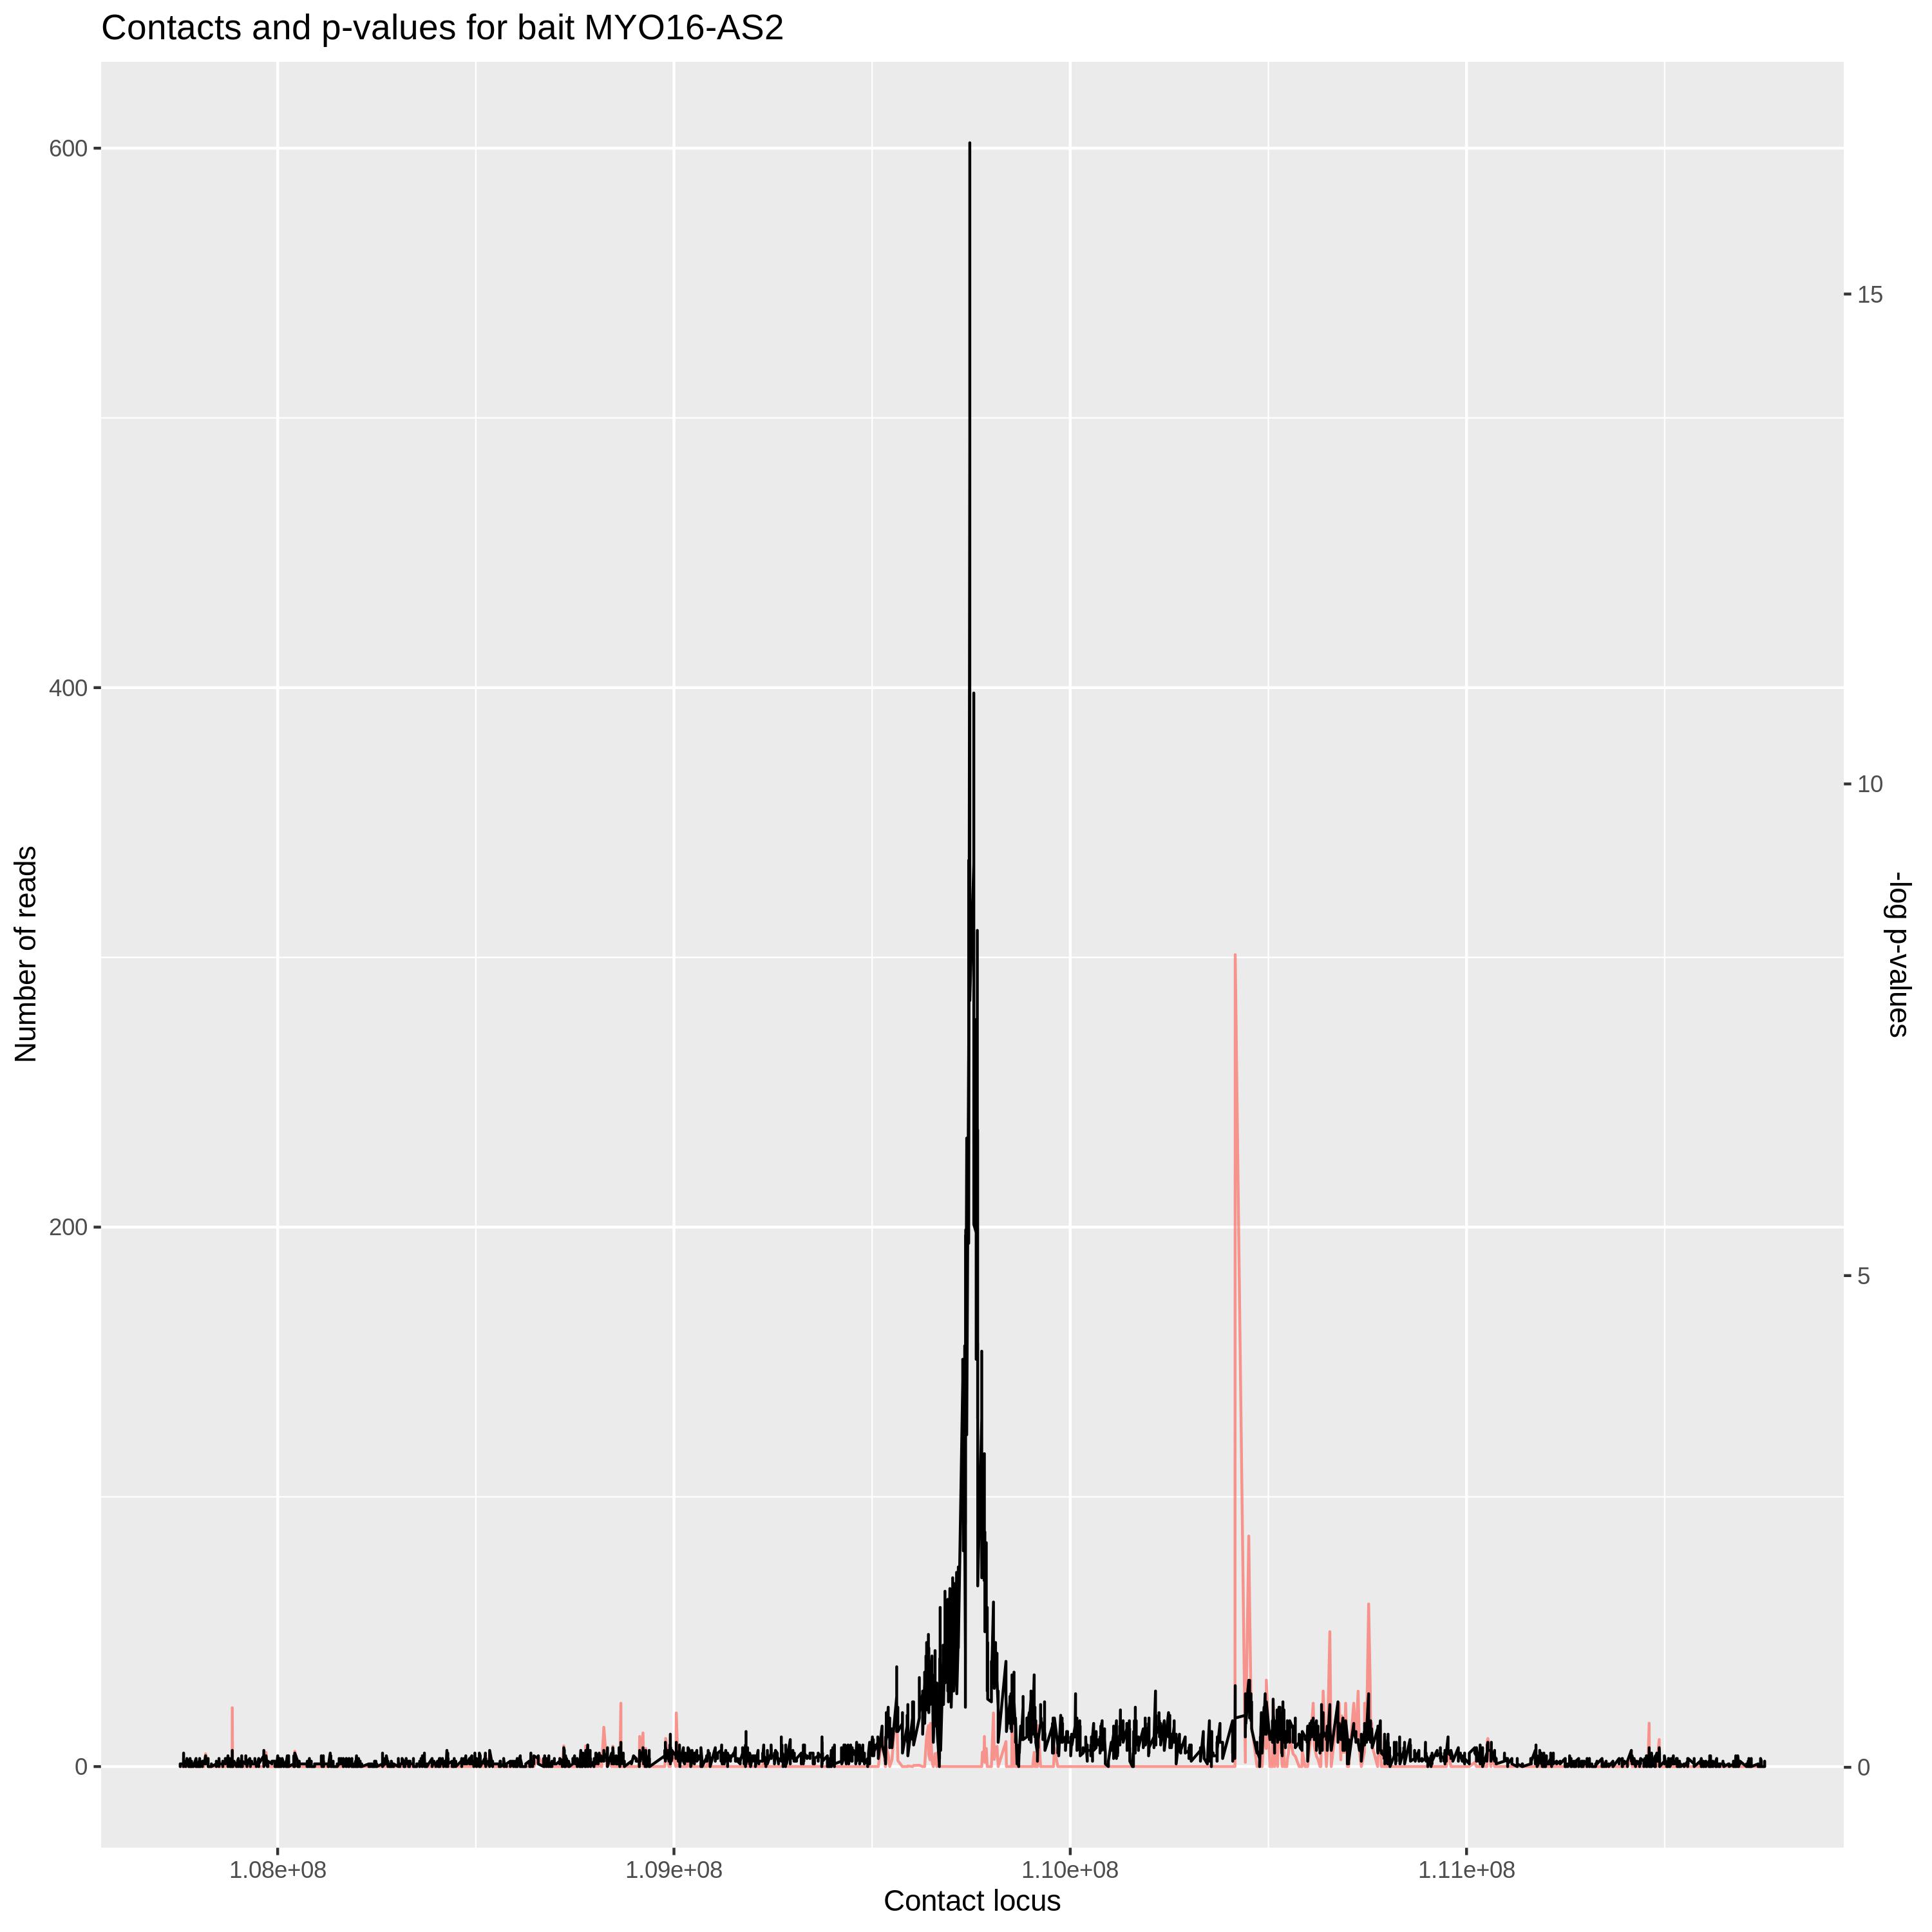 Contacts and p-values for bait MYO16-AS2
600
400
200
0
Number of reads
15
10
5
0
-log p-values
1.08e+08
1.09e+08
1.10e+08
1.11e+08
Contact locus